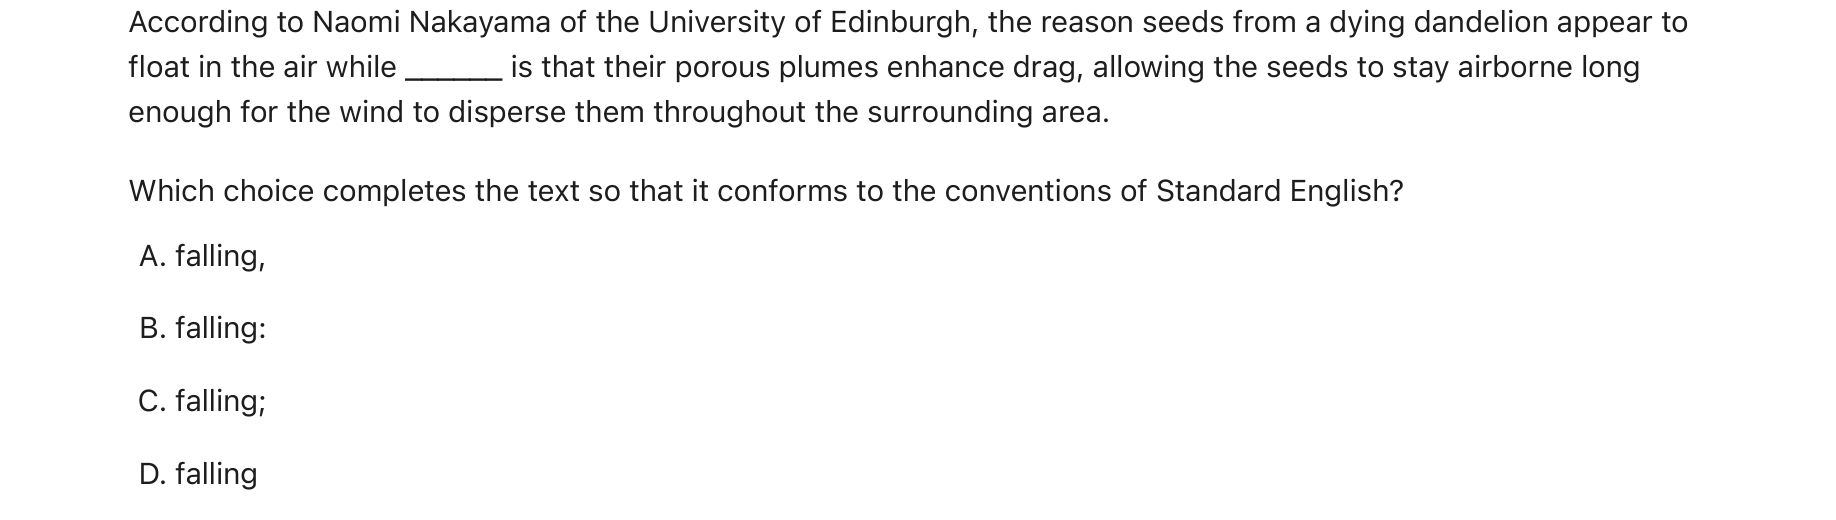 According to Naomi Nakayama of the University of Edinburgh, the reason seeds from a dying dandelion appear to
float in the air while ______ is that their porous plumes enhance drag, allowing the seeds to stay airborne long
enough for the wind to disperse them throughout the surrounding area.
Which choice completes the text so that it conforms to the conventions of Standard English?
A. falling,
B. falling:
C. falling;
D. falling